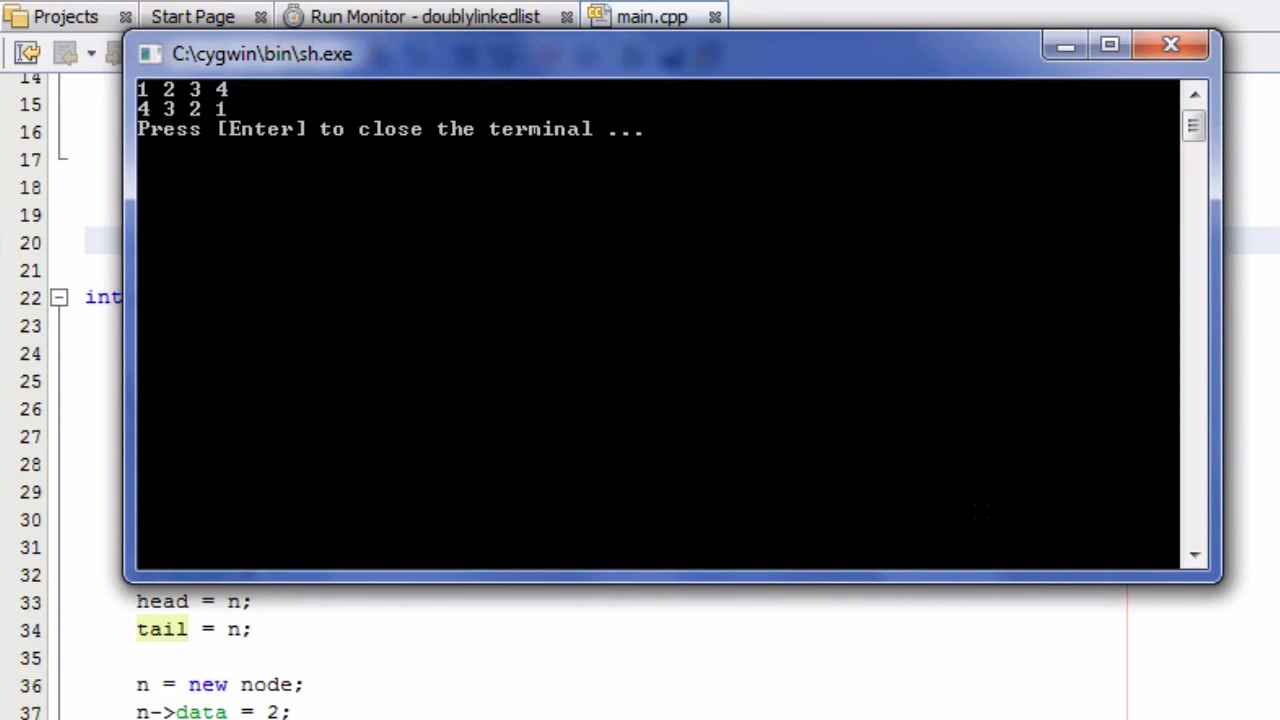 Projects Start Page Run Monitor - doublylinkedlist main.cpp
C:\cygwin\bin\sh.exe
1 2 3 4
4 3 2 1
Press [Enter] to close the terminal ...
14
15
16
17
18
19
20
21
22 int
23
24
25
26
27
28
29
30
31
32
33 head = n;
34 tail = n;
35
36 n = new node;
37 n->data = 2;